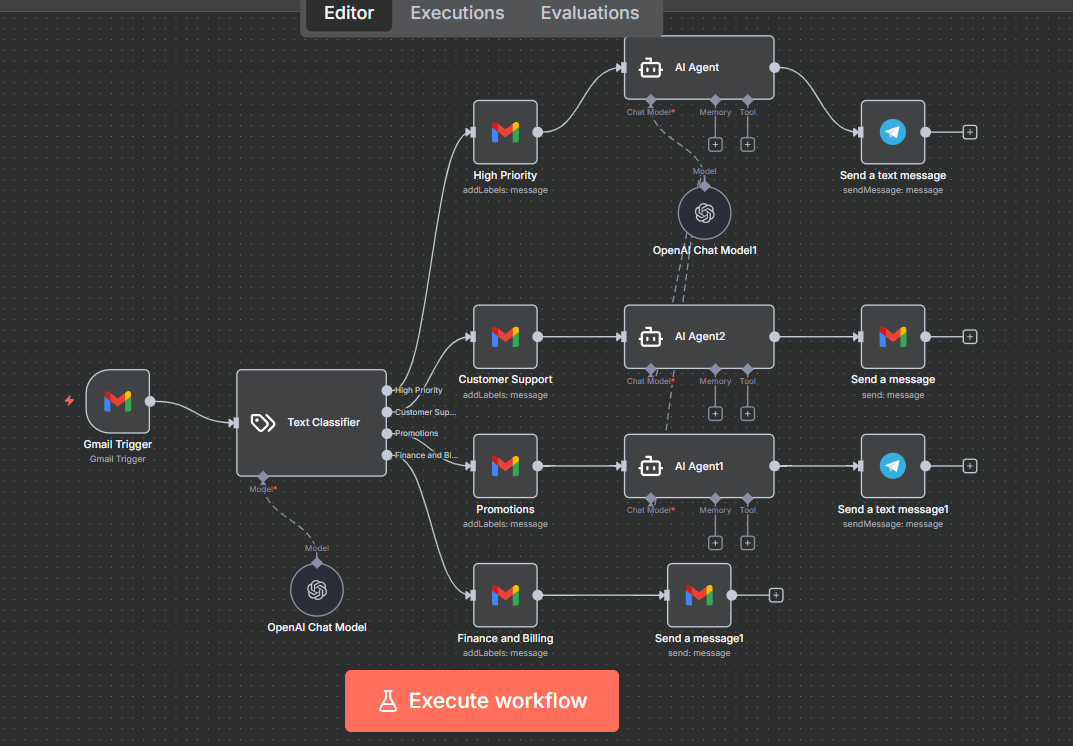 Editor
Executions
Evaluations
AI Agent
Chat Model*
Memory
Tool
High Priority
addLabels: message
Send a text message
sendMessage: message
Model
OpenAI Chat Model1
Customer Support
addLabels: message
AI Agent2
Chat Model*
Memory
Tool
Send a message
send: message
Gmail Trigger
Gmail Trigger
Text Classifier
High Priority
Customer Sup...
Promotions
Finance and Bi...
Model*
Model
OpenAI Chat Model
Promotions
addLabels: message
AI Agent1
Chat Model*
Memory
Tool
Send a text message1
sendMessage: message
Finance and Billing
addLabels: message
Send a message1
send: message
Execute workflow